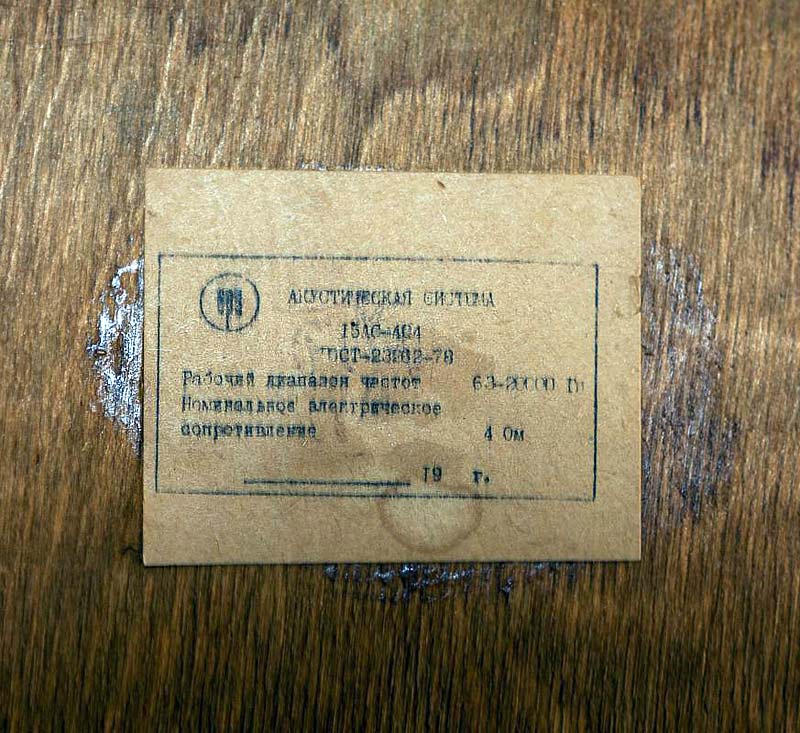 АКУСТИЧЕСКАЯ СИСТЕМА
15АС-404
ГОСТ-23262-78
Рабочий диапазон частот 63-20000 Гц
Номинальное электрическое
сопротивление 4 Ом
19 г.